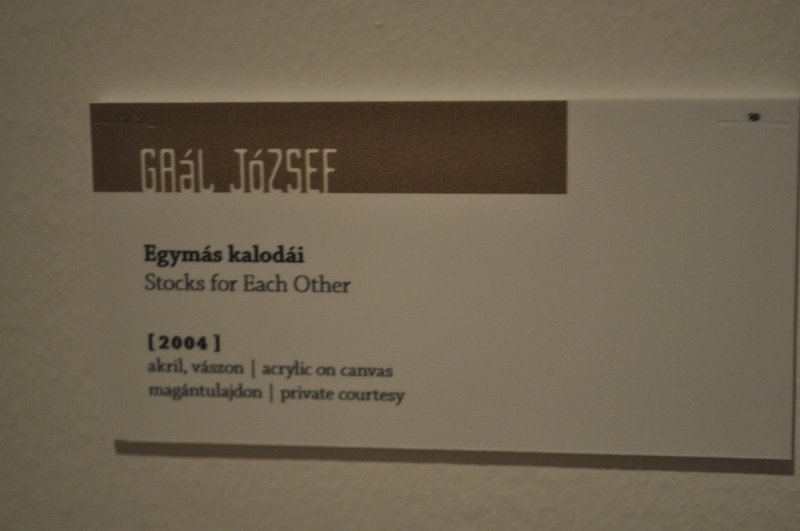 GAáL JóZSEF
Egymás kalodái
Stocks for Each Other
[2004]
akril, vászon | acrylic on canvas
magántulajdon | private courtesy